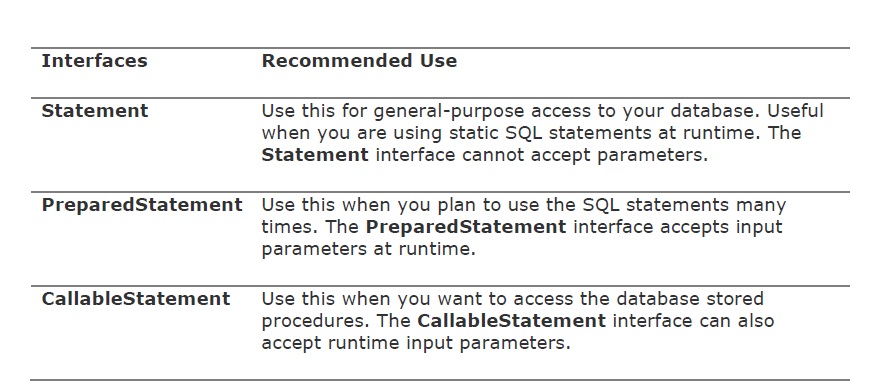 Interfaces Recommended Use
Statement Use this for general-purpose access to your database. Useful
when you are using static SQL statements at runtime. The
Statement interface cannot accept parameters.
PreparedStatement Use this when you plan to use the SQL statements many
times. The PreparedStatement interface accepts input
parameters at runtime.
CallableStatement Use this when you want to access the database stored
procedures. The CallableStatement interface can also
accept runtime input parameters.